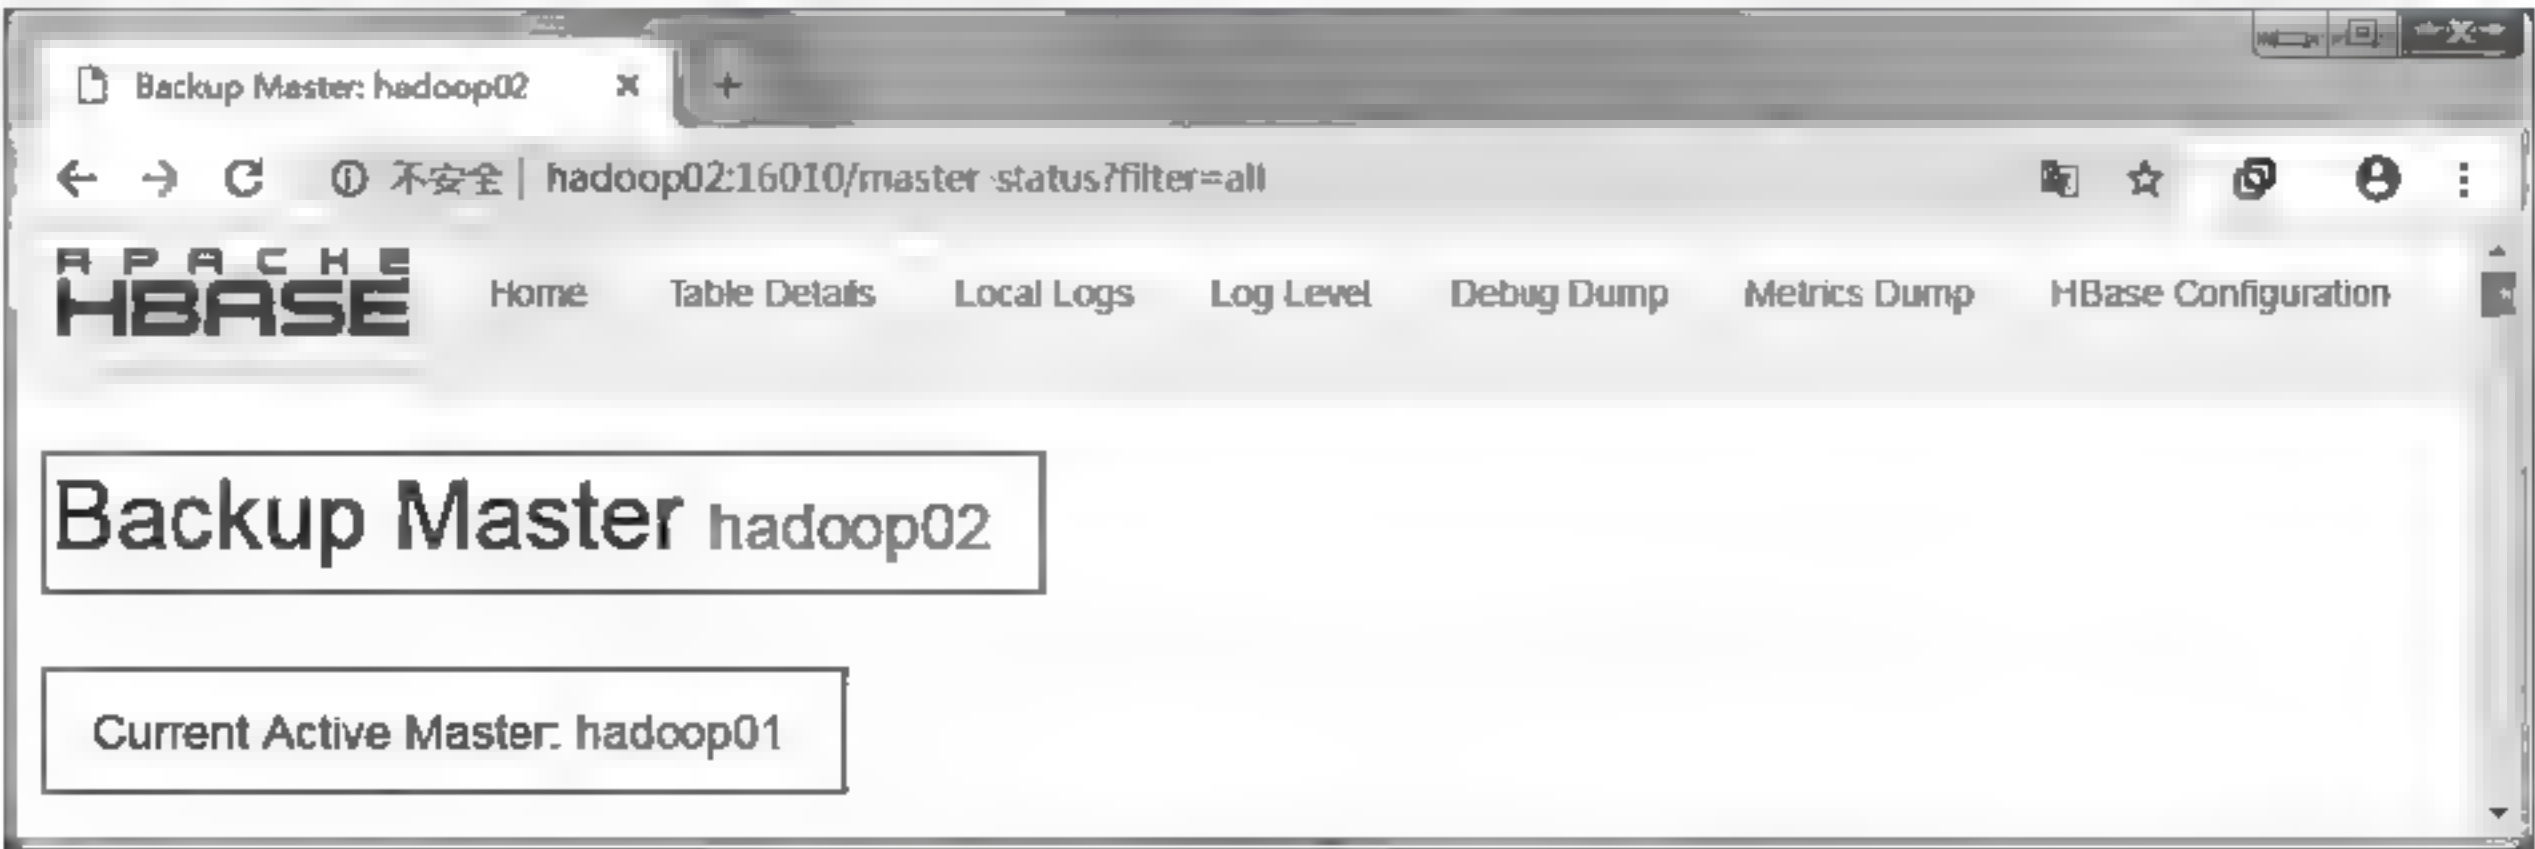 Backup Master: hadoop02
不安全 | hadoop02:16010/master-status?filter=all
APACHE
HBASE
Home Table Details Local Logs Log Level Debug Dump Metrics Dump HBase Configuration
Backup Master hadoop02
Current Active Master: hadoop01